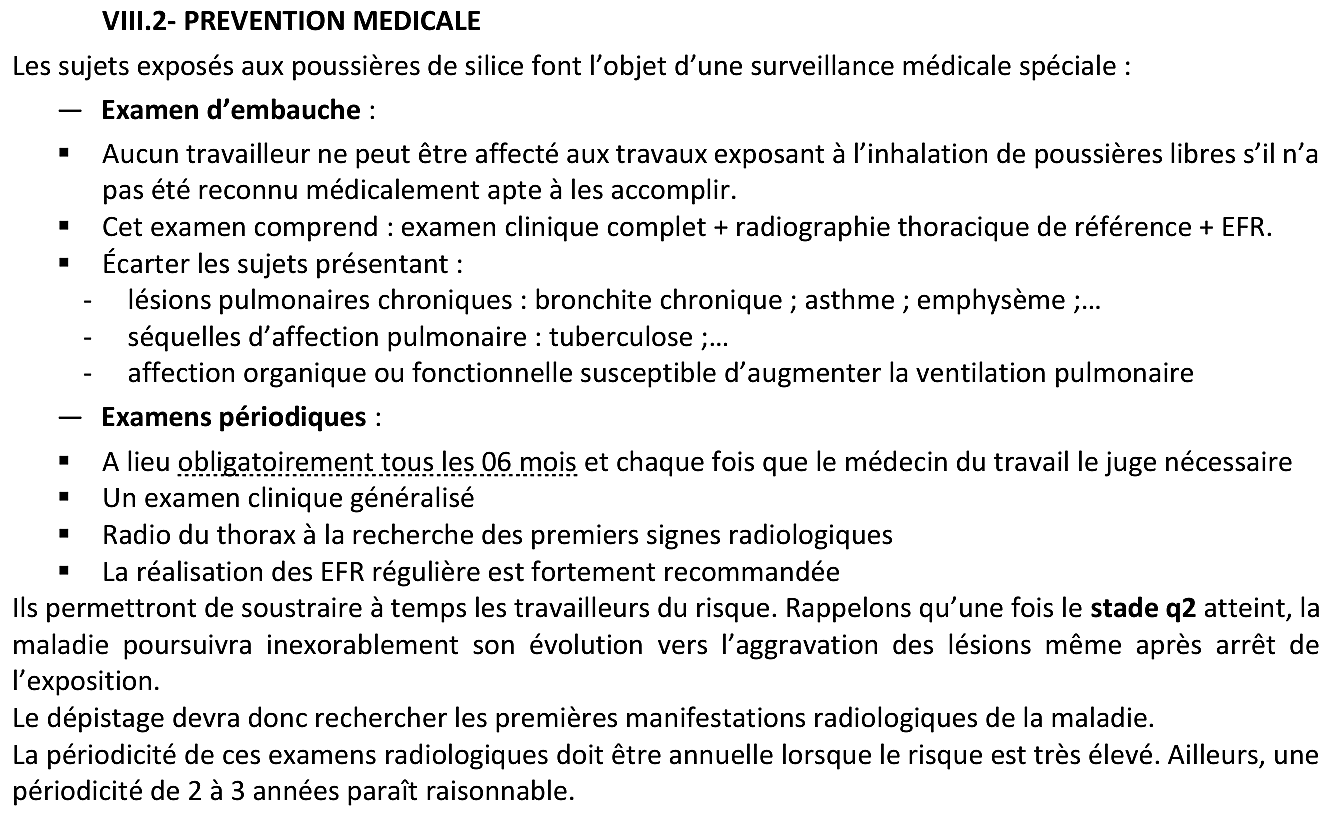 VIII.2- PREVENTION MEDICALE
Les sujets exposés aux poussières de silice font l’objet d’une surveillance médicale spéciale :
— Examen d’embauche :
▪ Aucun travailleur ne peut être affecté aux travaux exposant à l’inhalation de poussières libres s’il n’a
pas été reconnu médicalement apte à les accomplir.
▪ Cet examen comprend : examen clinique complet + radiographie thoracique de référence + EFR.
▪ Écarter les sujets présentant :
- lésions pulmonaires chroniques : bronchite chronique ; asthme ; emphysème ;…
- séquelles d’affection pulmonaire : tuberculose ;…
- affection organique ou fonctionnelle susceptible d’augmenter la ventilation pulmonaire
— Examens périodiques :
▪ A lieu obligatoirement tous les 06 mois et chaque fois que le médecin du travail le juge nécessaire
▪ Un examen clinique généralisé
▪ Radio du thorax à la recherche des premiers signes radiologiques
▪ La réalisation des EFR régulière est fortement recommandée
Ils permettront de soustraire à temps les travailleurs du risque. Rappelons qu’une fois le stade q2 atteint, la
maladie poursuivra inexorablement son évolution vers l’aggravation des lésions même après arrêt de
l’exposition.
Le dépistage devra donc rechercher les premières manifestations radiologiques de la maladie.
La périodicité de ces examens radiologiques doit être annuelle lorsque le risque est très élevé. Ailleurs, une
périodicité de 2 à 3 années paraît raisonnable.